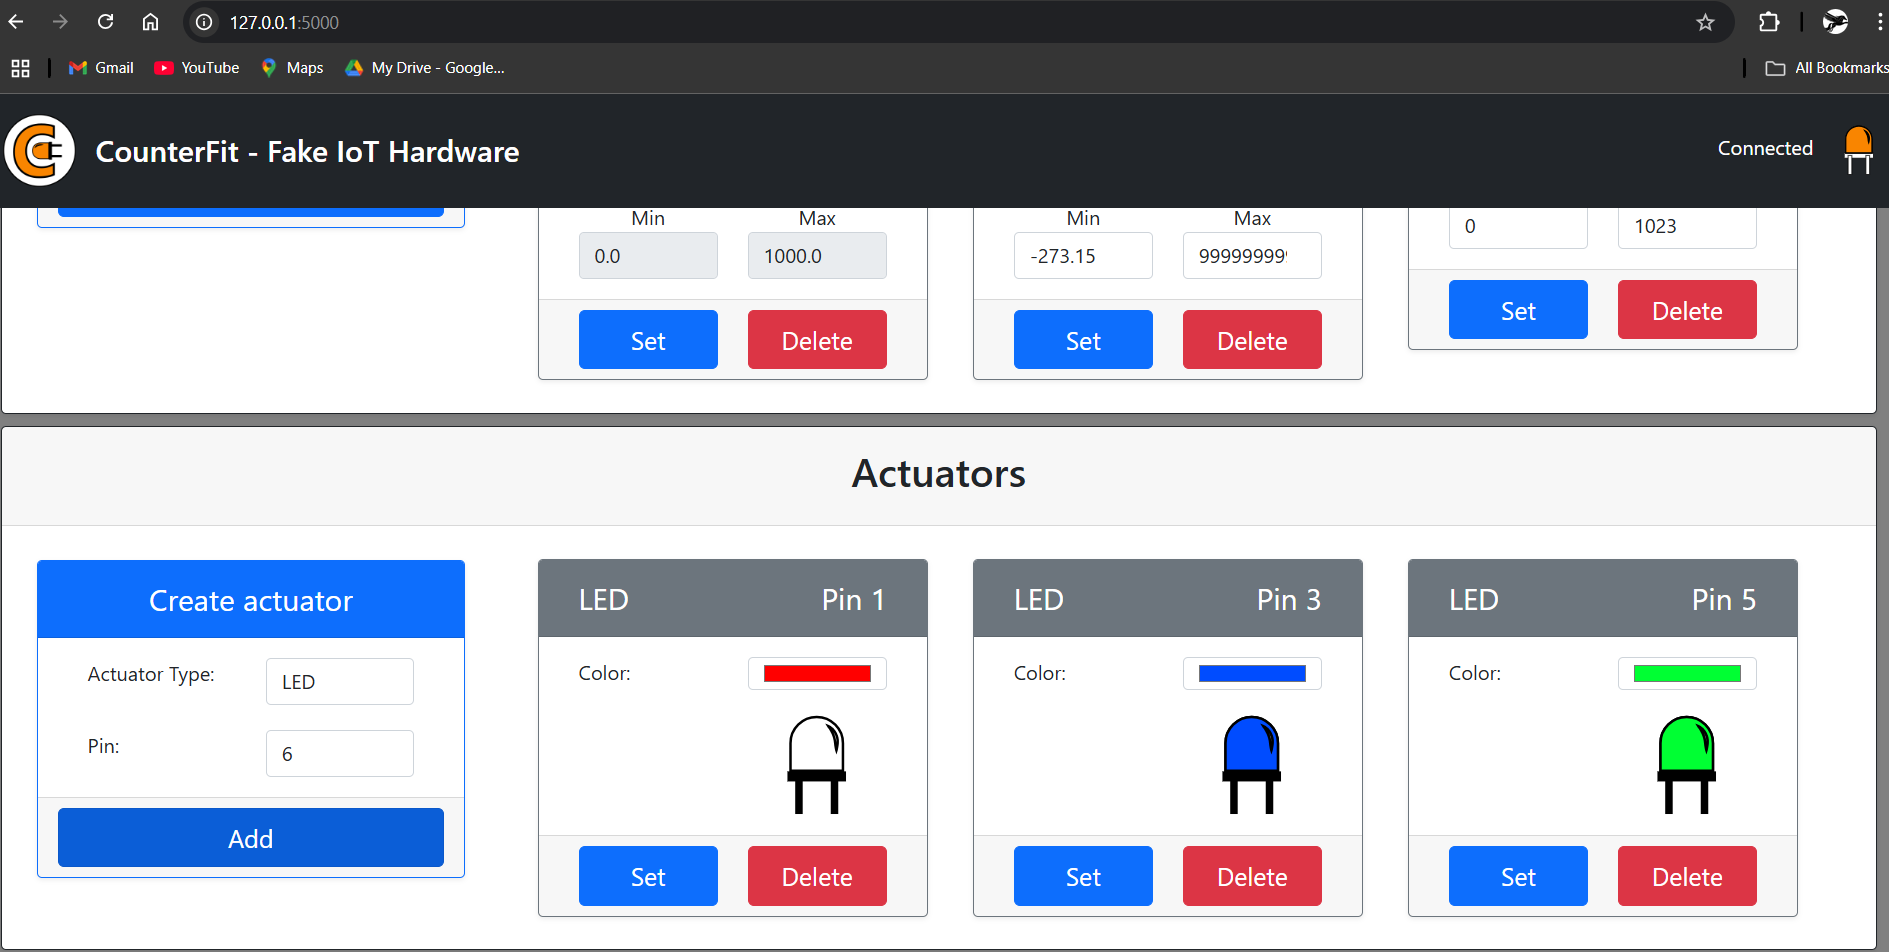 127.0.0.1:5000
Gmail YouTube Maps My Drive - Google... All Bookmarks
CounterFit - Fake IoT Hardware Connected
Min Max Min Max
0 1023
0.0 1000.0 -273.15 999999999
Set Delete
Set Delete Set Delete
Actuators
Create actuator LED Pin 1 LED Pin 3 LED Pin 5
Actuator Type: LED Color: Color: Color:
Pin: 6
Add
Set Delete Set Delete Set Delete